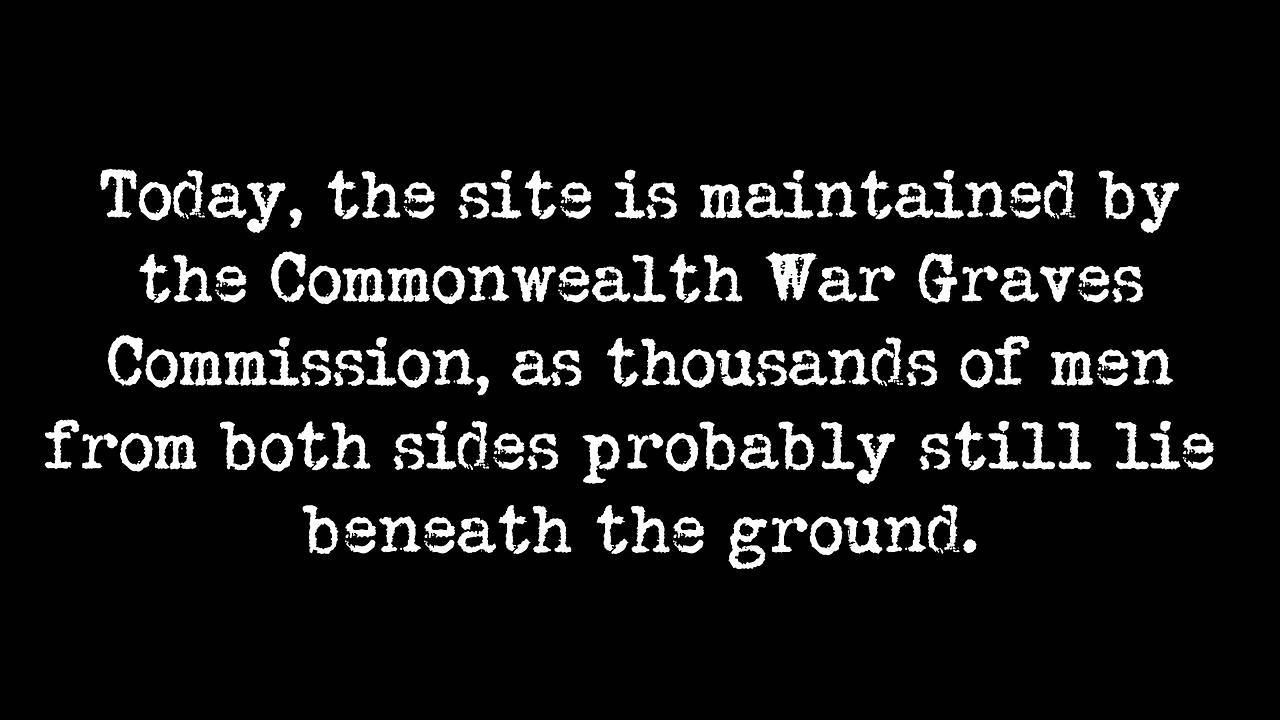 Today, the site is maintained by
the Commonwealth War Graves
Commission, as thousands of men
from both sides probably still lie
beneath the ground.